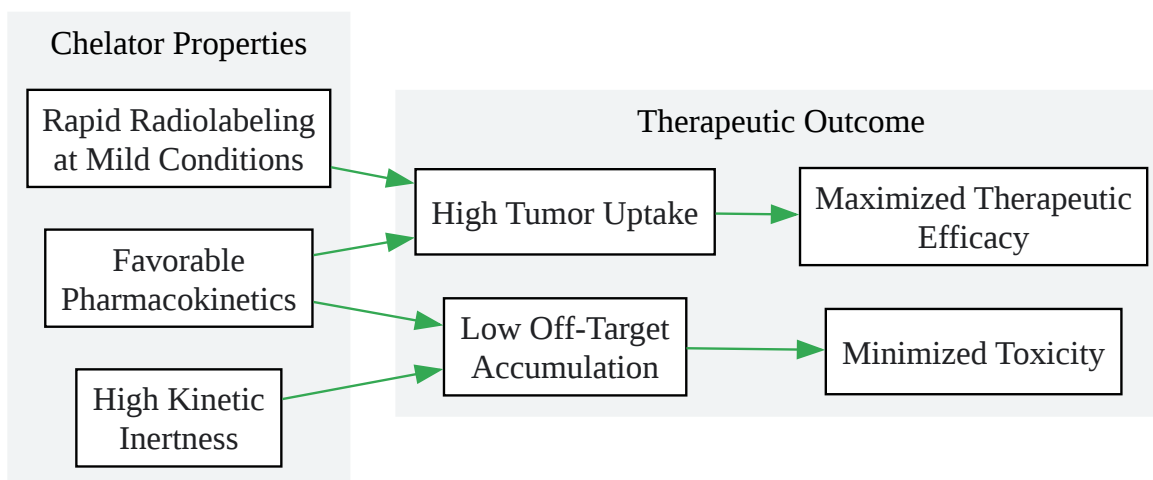 Chelator Properties
Rapid Radiolabeling
at Mild Conditions
Favorable
Pharmacokinetics
High Kinetic
Inertness
Therapeutic Outcome
High Tumor Uptake
Maximized Therapeutic
Efficacy
Low Off-Target
Accumulation
Minimized Toxicity